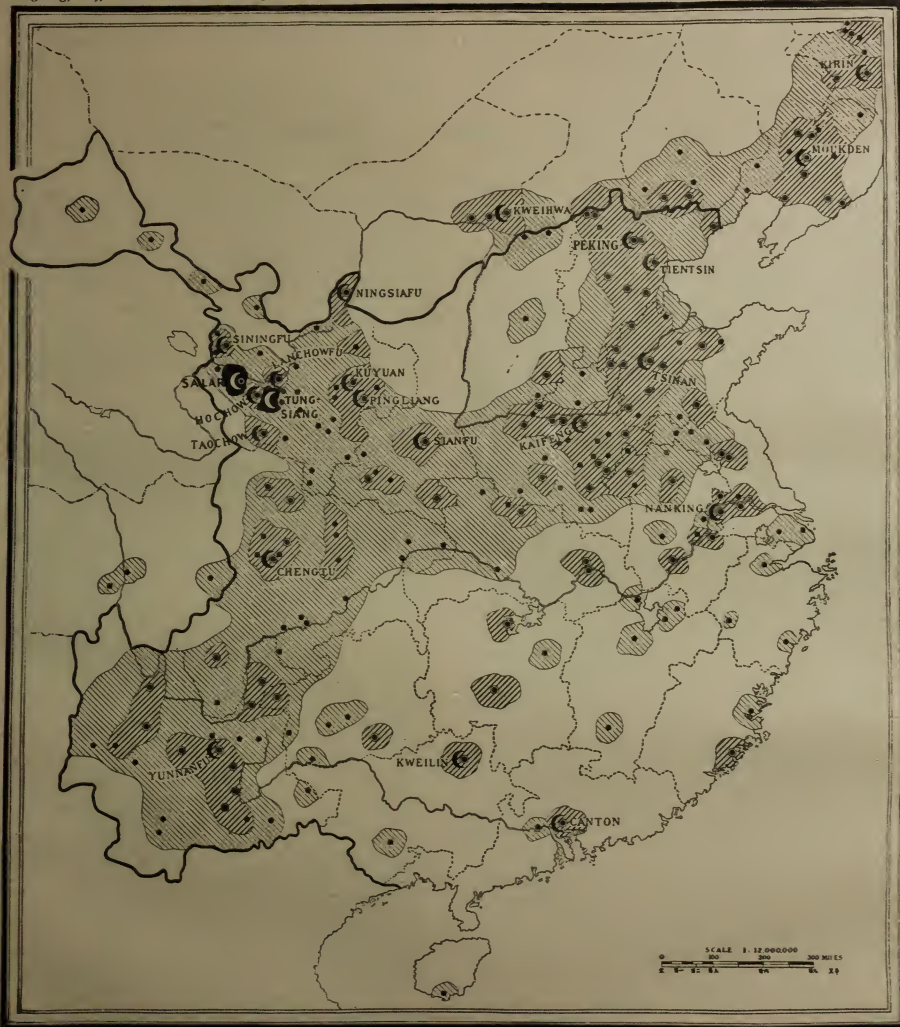 KIRIN
MOUKDEN
KWEIHWA
PEKING
TIENTSIN
NINGSIAFU
SININGFU
LANCHOWFU
SALAR
KUYUAN
TSINAN
HOCHOW
TUNG-
SIANG
PINGLIANG
TAOCHOW
SIANFU
KAIFENG
NANKING
CHENGTU
YUNNANFU
KWEILIN
CANTON
SCALE 1:12,000,000
0 100 200 300 MILES